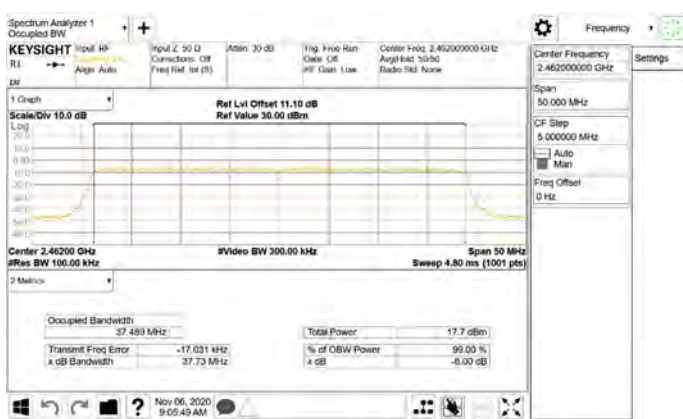 Spectrum Analyzer 1
Occupied BW
Frequency
KEYSIGHT
Input: RF
Align: Auto
Input Z: 50 Ω
Corrections: Off
Freq Ref: Int (S)
Atten: 30 dB
Trig: Free Run
Gate: Off
#IF Gain: Low
Center Freq: 2.462000000 GHz
Avg|Hold: 50/50
Radio Std: None
Center Frequency
2.462000000 GHz
Settings
Span
50.000 MHz
CF Step
5.000000 MHz
Auto
Man
Freq Offset
0 Hz
1 Graph
Scale/Div 10.0 dB
Ref Lvl Offset 11.10 dB
Ref Value 30.00 dBm
Log
Center 2.46200 GHz
#Res BW 100.00 kHz
#Video BW 300.00 kHz
Span 50 MHz
Sweep 4.80 ms (1001 pts)
2 Metrics
Occupied Bandwidth
37.489 MHz
Total Power
17.7 dBm
Transmit Freq Error
-17.031 kHz
% of OBW Power
99.00 %
x dB Bandwidth
37.73 MHz
x dB
-6.00 dB
?
Nov 06, 2020
9:05:49 AM